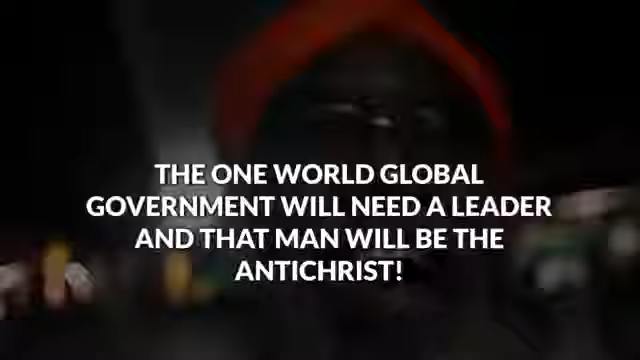 THE ONE WORLD GLOBAL
GOVERNMENT WILL NEED A LEADER
AND THAT MAN WILL BE THE
ANTICHRIST!